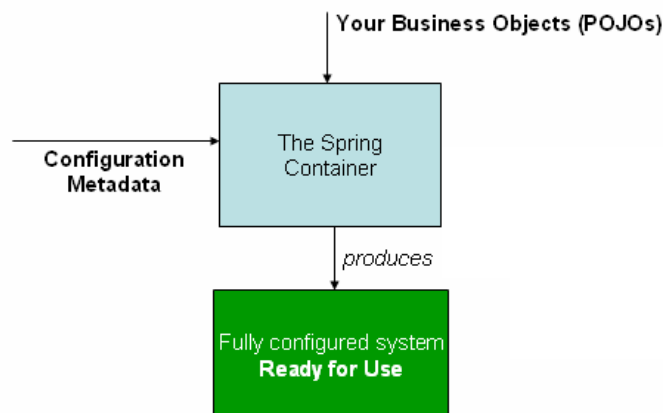 Your Business Objects (POJOs)
The Spring
Container
Configuration
Metadata
produces
Fully configured system
Ready for Use